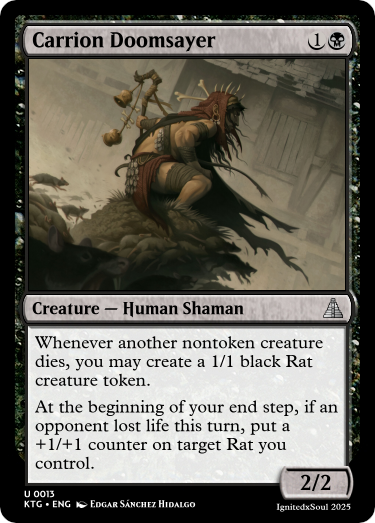 Carrion Doomsayer 1
Creature — Human Shaman
Whenever another nontoken creature
dies, you may create a 1/1 black Rat
creature token.
At the beginning of your end step, if an
opponent lost life this turn, put a
+1/+1 counter on target Rat you
control.
2/2
U 0013
KTG • ENG Edgar Sánchez Hidalgo
IgnitedxSoul 2025